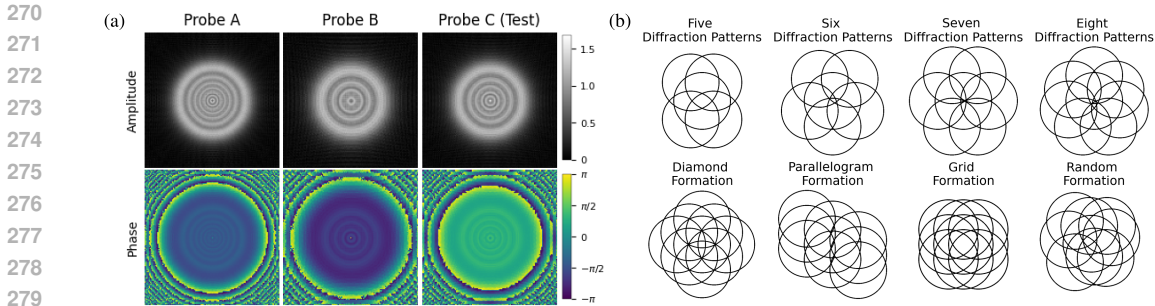 270
271
272
273
274
275
276
277
278
279
(a)
Probe A
Probe B
Probe C (Test)
Amplitude
1.5
1.0
0.5
0
Phase
π
π/2
0
−π/2
−π
(b)
Five
Diffraction Patterns
Six
Diffraction Patterns
Seven
Diffraction Patterns
Eight
Diffraction Patterns
Diamond
Formation
Parallelogram
Formation
Grid
Formation
Random
Formation